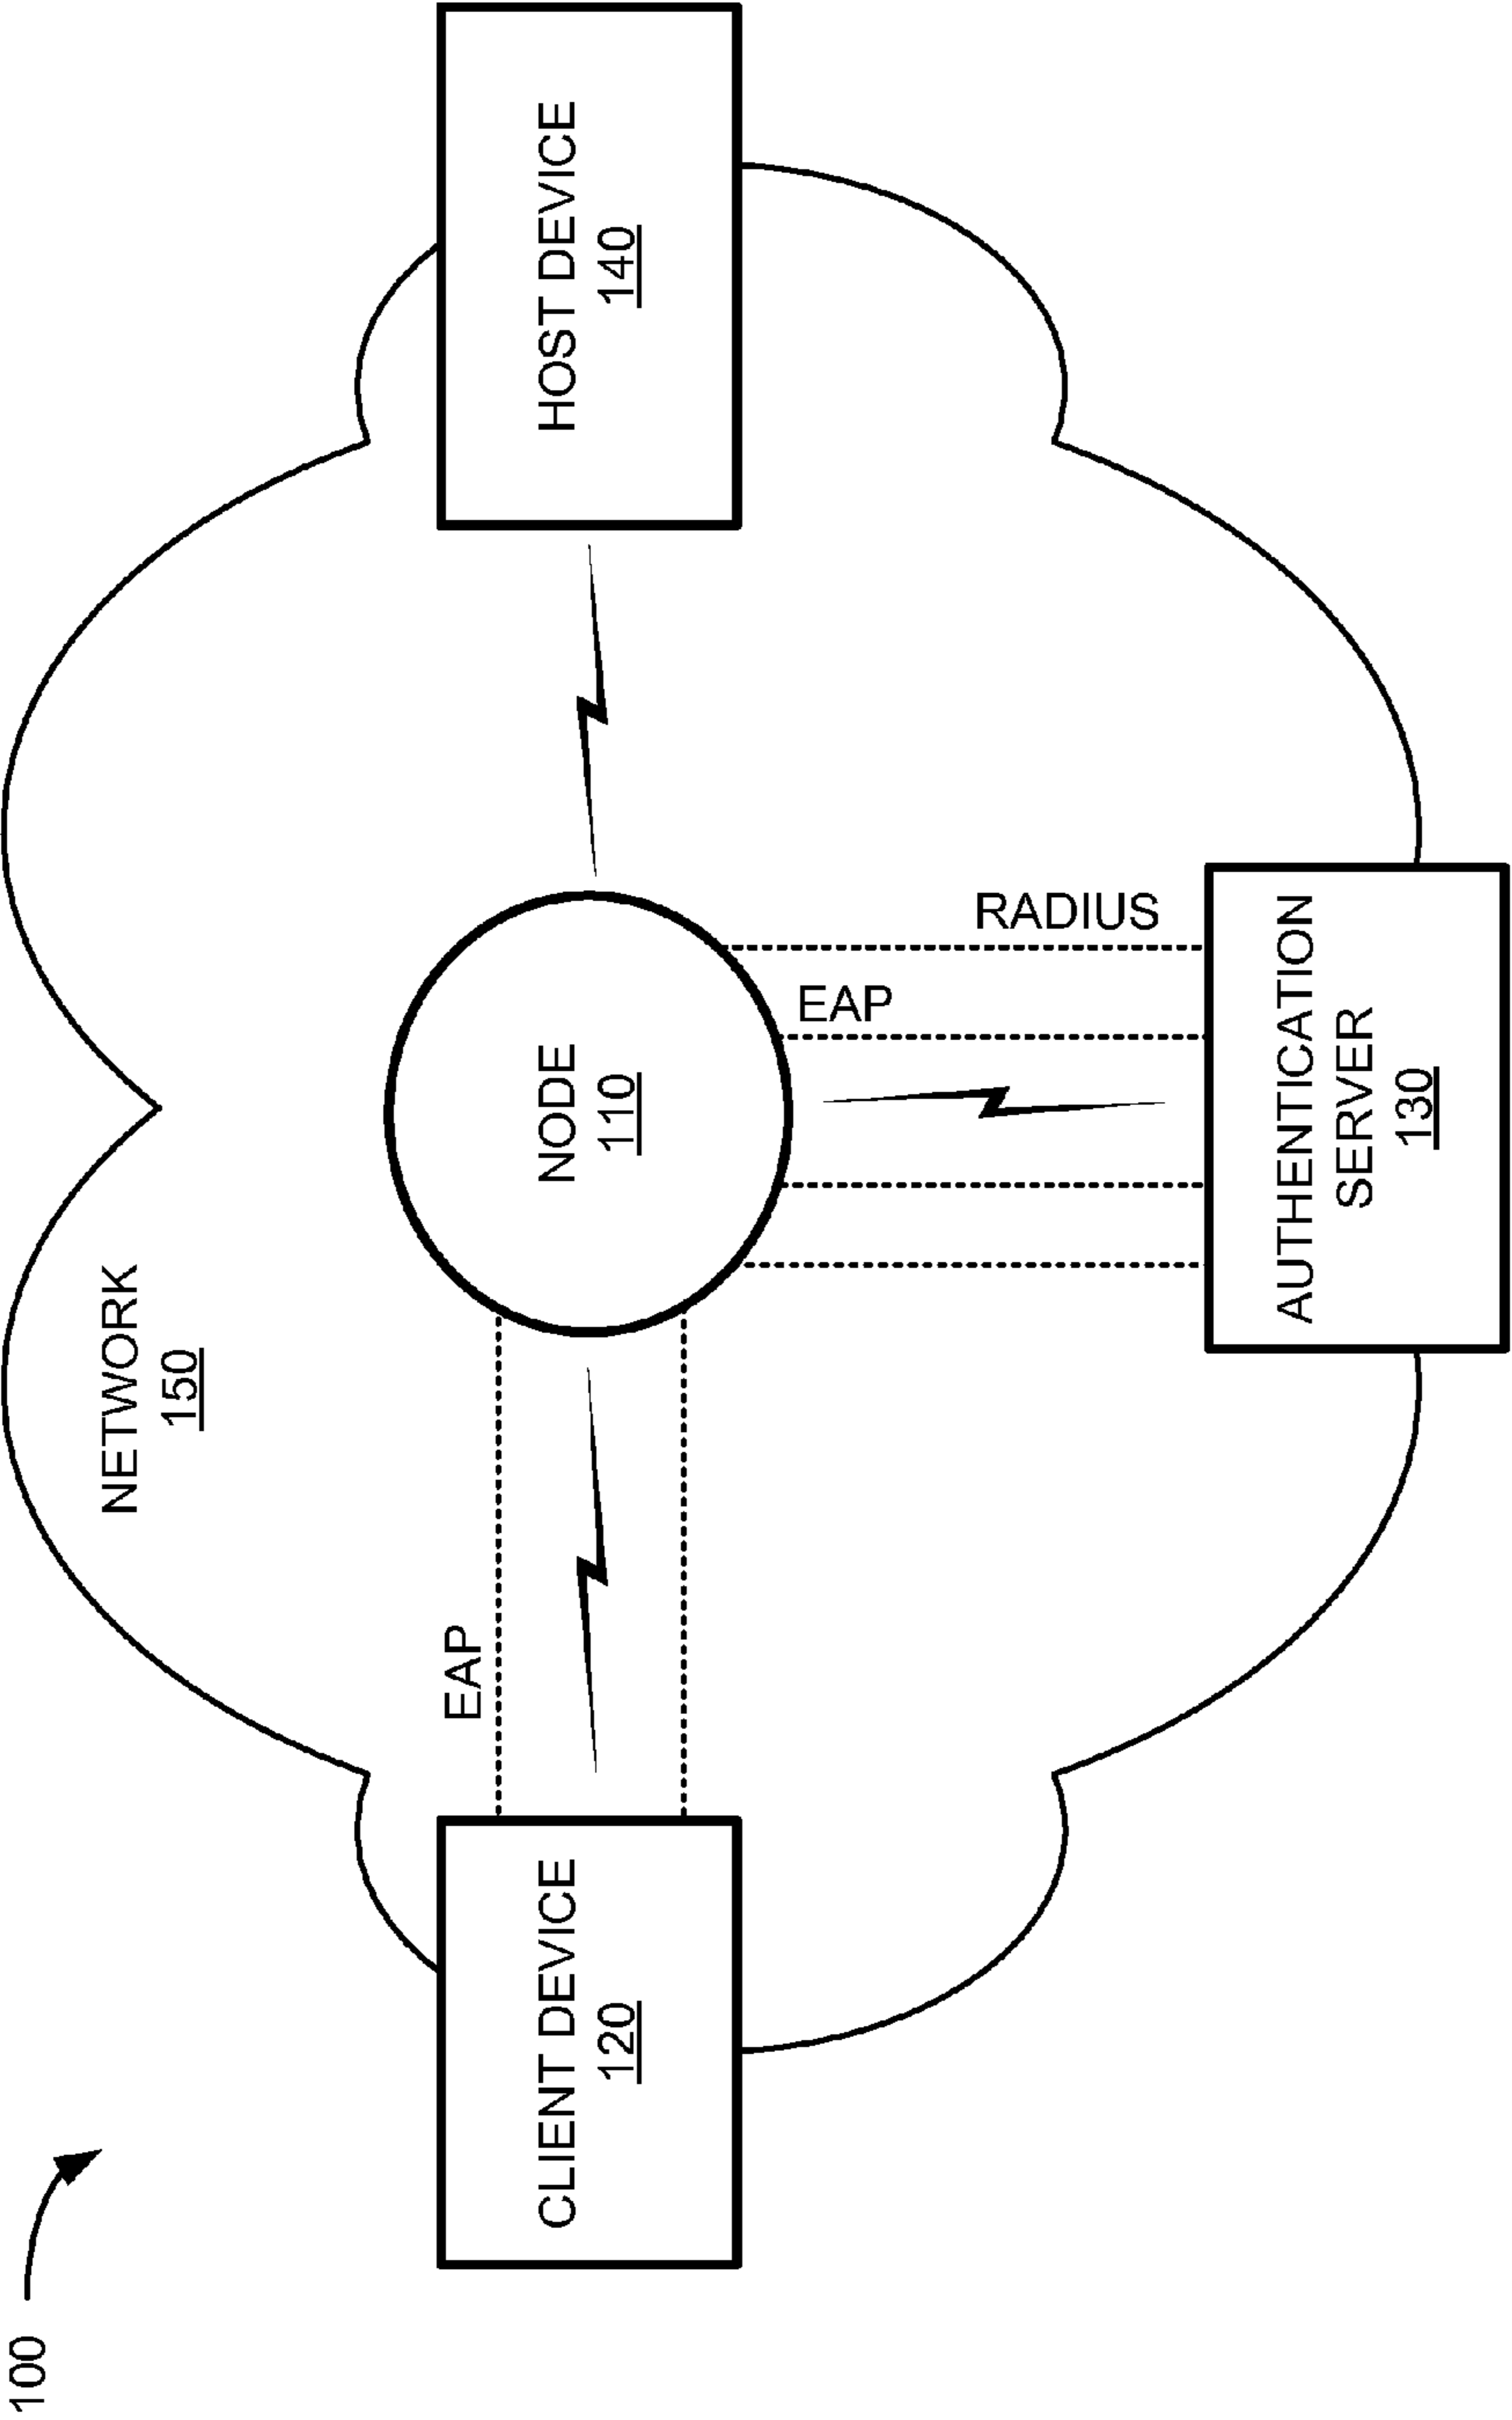 100
NETWORK
150
CLIENT DEVICE
120
EAP
NODE
110
HOST DEVICE
140
EAP
RADIUS
AUTHENTICATION
SERVER
130